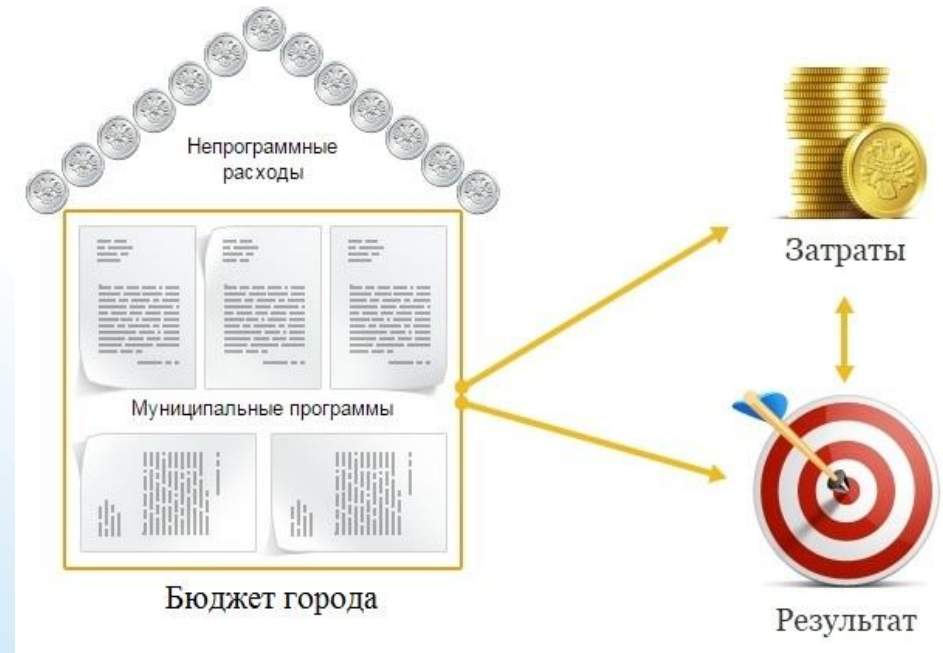 Непрограммные
расходы
Муниципальные программы
Бюджет города
Затраты
Результат